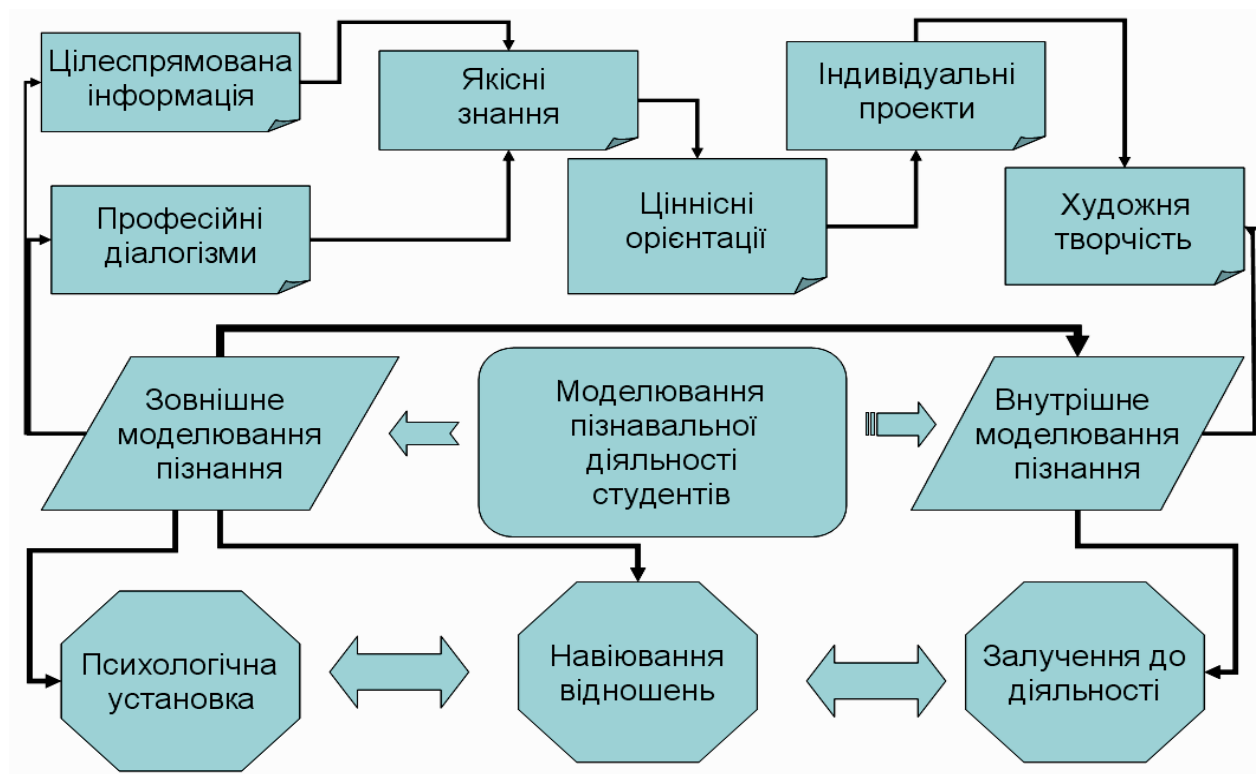 Цілеспрямована
інформація
Якісні
знання
Індивідуальні
проекти
Професійні
діалогізми
Ціннісні
орієнтації
Художня
творчість
Зовнішнє
моделювання
пізнання
Моделювання
пізнавальної
діяльності
студентів
Внутрішнє
моделювання
пізнання
Психологічна
установка
Навіювання
відношень
Залучення до
діяльності